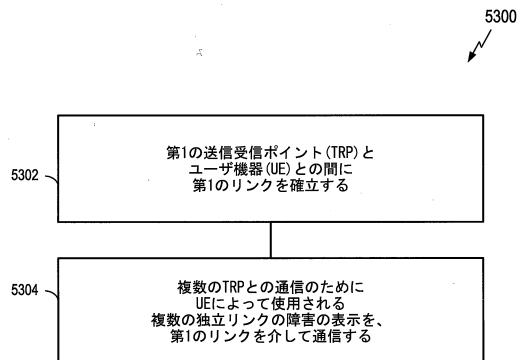 5300
5302
第1の送信受信ポイント(TRP)と
ユーザ機器(UE)との間に
第1のリンクを確立する
5304
複数のTRPとの通信のために
UEによって使用される
複数の独立リンクの障害の表示を、
第1のリンクを介して通信する